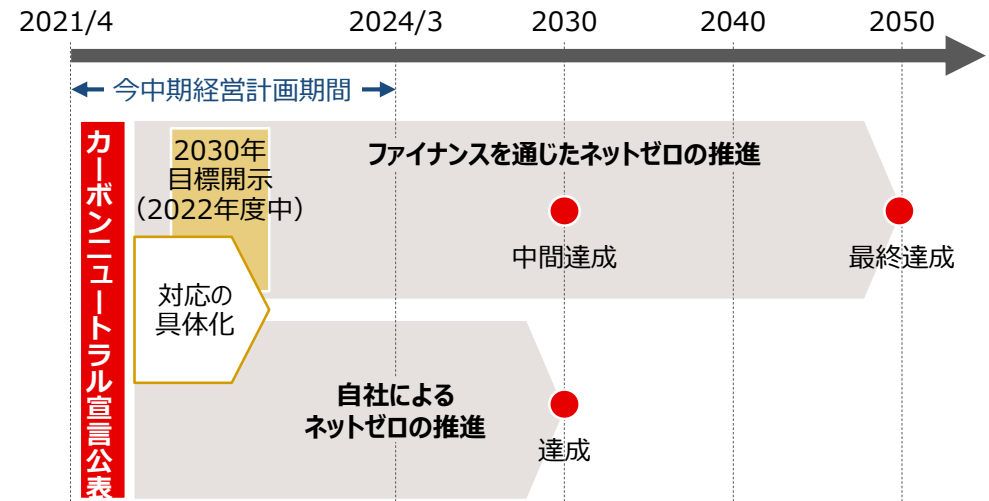 2021/4
2024/3
2030
2040
2050
今中期経営計画期間
カーボンニュートラル宣言公表
2030年
目標開示
（2022年度中）
ファイナンスを通じたネットゼロの推進
中間達成
最終達成
対応の
具体化
自社による
ネットゼロの推進
達成